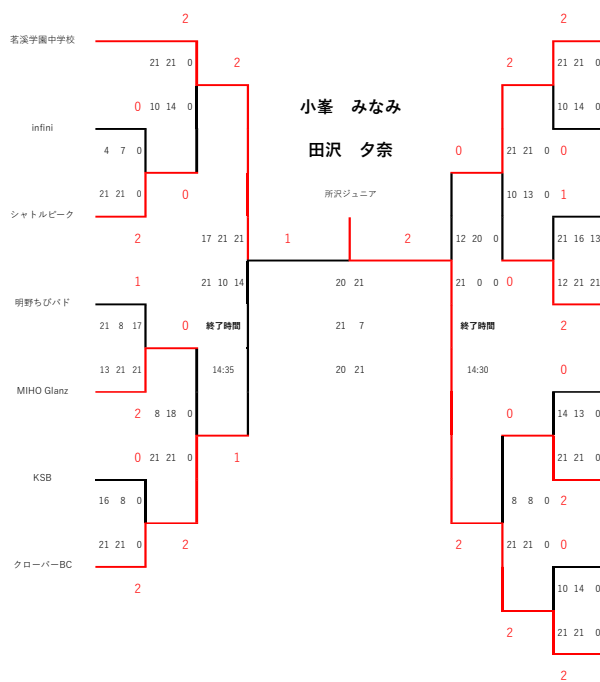 2 2
茗溪学園中学校
21 21 0 2 2 21 21 0
0 10 14 0 小峯 みなみ 10 14 0
infini
4 7 0 田沢 夕奈 0 21 21 0 0
21 21 0 0 所沢ジュニア 10 13 0 1
シャトルピーク
2 17 21 21 1 2 12 20 0 21 16 13
1 21 10 14 20 21 21 0 0 0 12 21 21
明野ちびバド
21 8 17 0 終了時間 21 7 終了時間 2
13 21 21 14:35 20 21 14:30 0
MIHO Glanz
2 8 18 0 0 14 13 0
0 21 21 0 1 21 21 0
KSB
16 8 0 8 8 0 2
21 21 0 2 2 21 21 0 0
クローバーBC
2 10 14 0
2 21 21 0
2